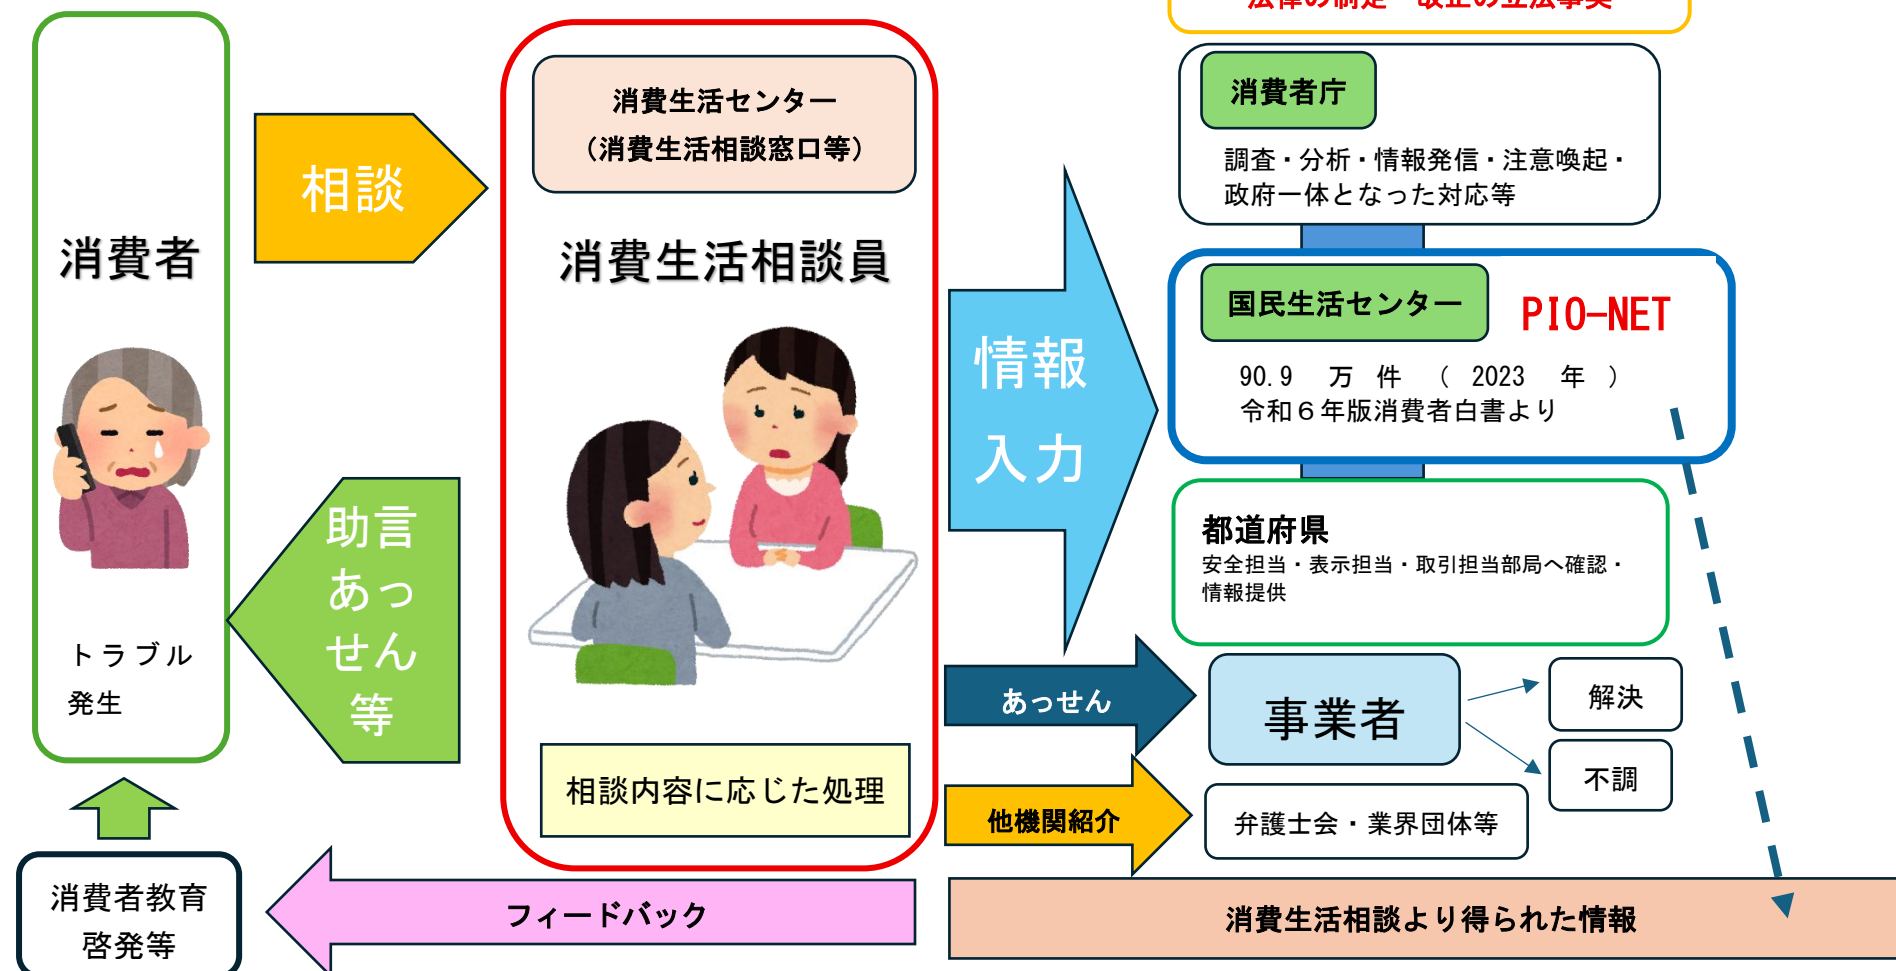 消費者
トラブル
発生
相談
助言
あっ
せん
等
消費者教育
啓発等
消費生活センター
（消費生活相談窓口等）
消費生活相談員
相談内容に応じた処理
フィードバック
情報
入力
あっせん
他機関紹介
消費者庁
調査・分析・情報発信・注意喚起・
政府一体となった対応等
国民生活センター
PIO-NET
90.9 万 件 （ 2023 年 ）
令和６年版消費者白書より
都道府県
安全担当・表示担当・取引担当部局へ確認・
情報提供
事業者
解決
不調
弁護士会・業界団体等
消費生活相談より得られた情報